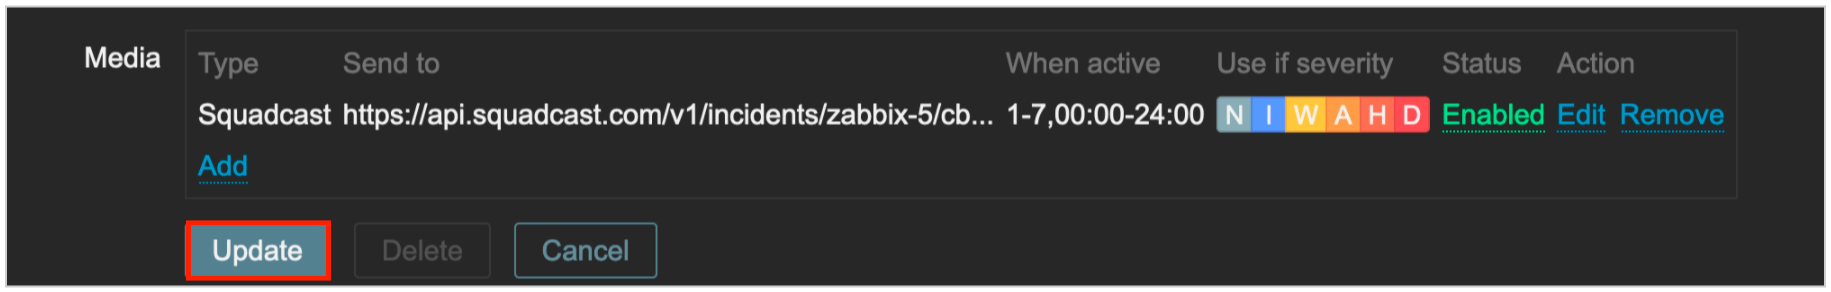 Media
Type Send to When active Use if severity Status Action
Squadcast https://api.squadcast.com/v1/incidents/zabbix-5/cb... 1-7,00:00-24:00 N I W A H D Enabled Edit Remove
Add
Update Delete Cancel